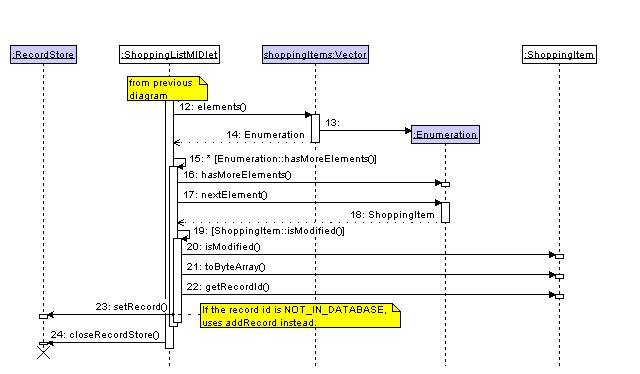 :RecordStore
:ShoppingListMIDlet
shoppingItems:Vector
:ShoppingItem
from previous
diagram
12: elements()
13:
14: Enumeration
:Enumeration
15: * [Enumeration::hasMoreElements()]
16: hasMoreElements()
17: nextElement()
18: ShoppingItem
19: [ShoppingItem::isModified()]
20: isModified()
21: toByteArray()
22: getRecordId()
23: setRecord()
If the record id is NOT_IN_DATABASE,
uses addRecord instead.
24: closeRecordStore()